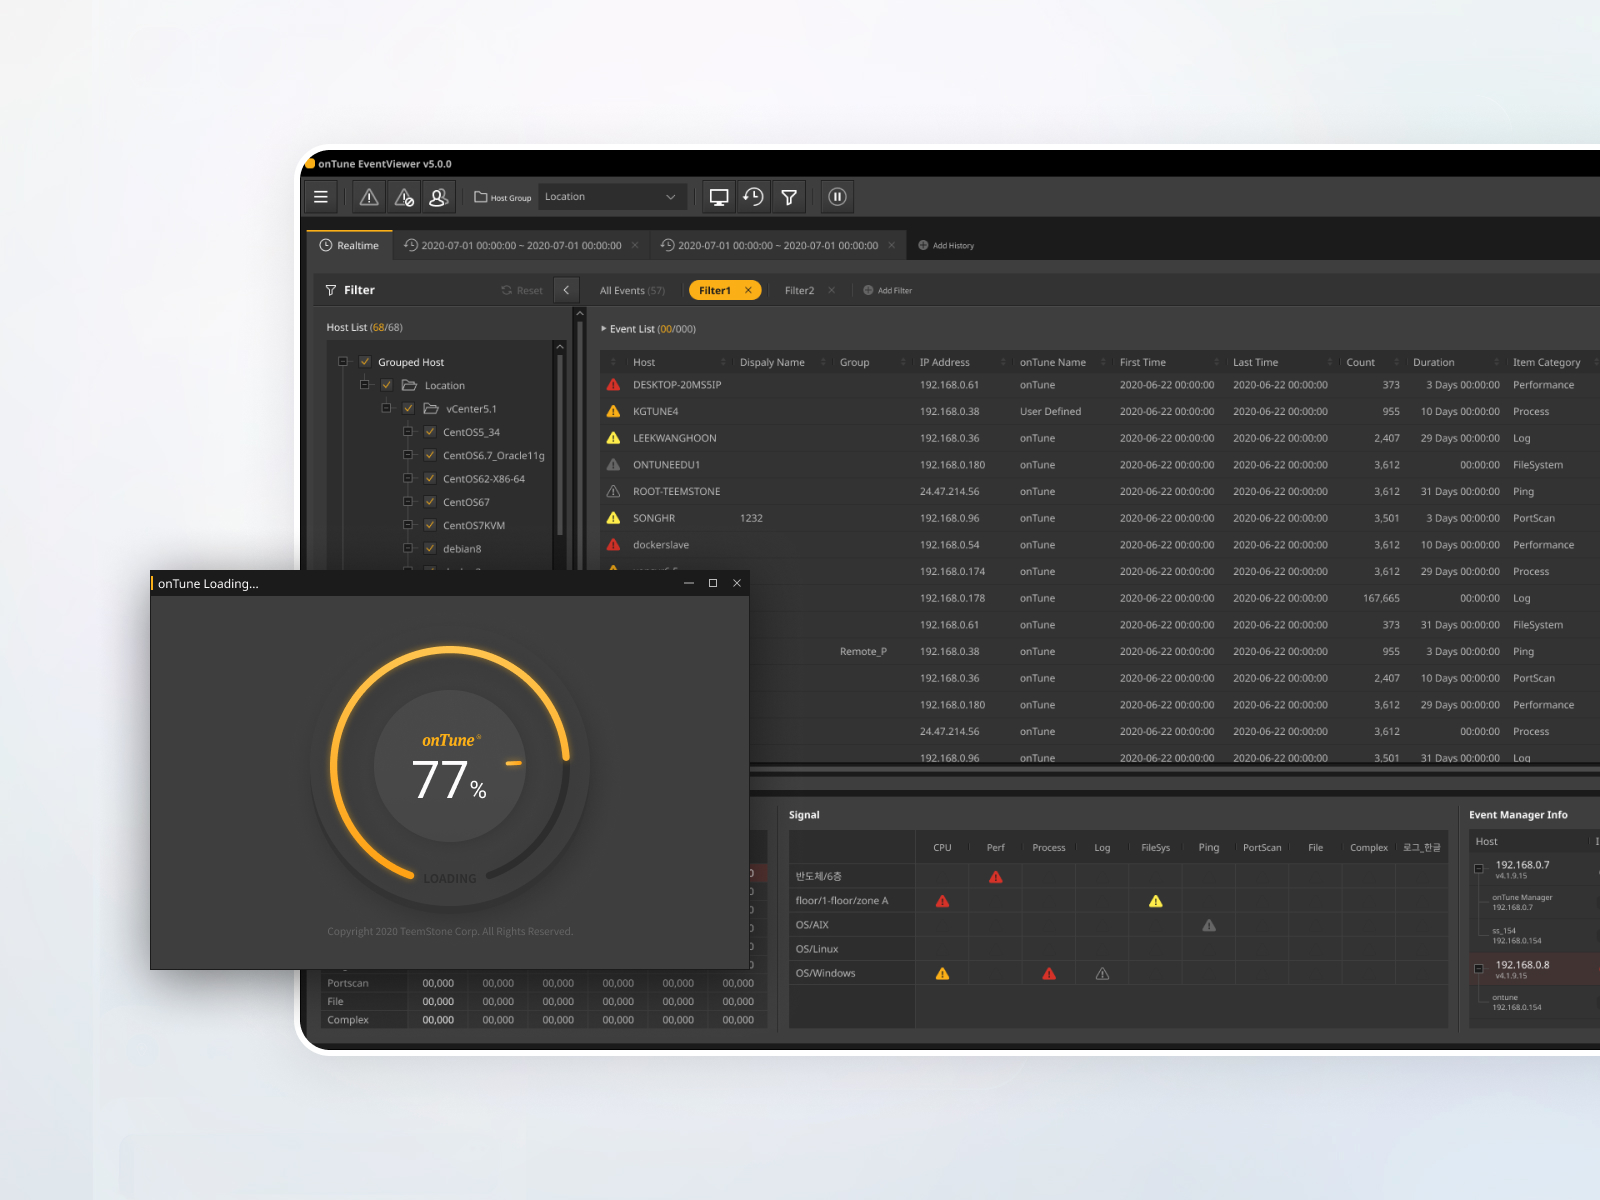 onTune EventViewer v5.0.0
Host Group Location
Realtime 2020-07-01 00:00:00 ~ 2020-07-01 00:00:00 2020-07-01 00:00:00 ~ 2020-07-01 00:00:00 Add History
Filter Reset
All Events (57) Filter1 Filter2 Add Filter
Host List (68/68)
Grouped Host
Location
vCenter5.1
CentOS5_34
CentOS6.7_Oracle11g
CentOS62-X86-64
CentOS67
CentOS7KVM
debian8
Event List (00/000)
Host Dispaly Name Group IP Address onTune Name First Time Last Time Count Duration Item Category
DESKTOP-20MS5IP 192.168.0.61 onTune 2020-06-22 00:00:00 2020-06-22 00:00:00 373 3 Days 00:00:00 Performance
KGTUNE4 192.168.0.38 User Defined 2020-06-22 00:00:00 2020-06-22 00:00:00 955 10 Days 00:00:00 Process
LEEKWANGHOON 192.168.0.36 onTune 2020-06-22 00:00:00 2020-06-22 00:00:00 2,407 29 Days 00:00:00 Log
ONTUNEEDU1 192.168.0.180 onTune 2020-06-22 00:00:00 2020-06-22 00:00:00 3,612 00:00:00 FileSystem
ROOT-TEEMSTONE 24.47.214.56 onTune 2020-06-22 00:00:00 2020-06-22 00:00:00 3,612 31 Days 00:00:00 Ping
SONGHR 1232 192.168.0.96 onTune 2020-06-22 00:00:00 2020-06-22 00:00:00 3,501 3 Days 00:00:00 PortScan
dockerslave 192.168.0.54 onTune 2020-06-22 00:00:00 2020-06-22 00:00:00 3,612 10 Days 00:00:00 Performance
192.168.0.174 onTune 2020-06-22 00:00:00 2020-06-22 00:00:00 3,612 29 Days 00:00:00 Process
192.168.0.178 onTune 2020-06-22 00:00:00 2020-06-22 00:00:00 167,665 00:00:00 Log
192.168.0.61 onTune 2020-06-22 00:00:00 2020-06-22 00:00:00 373 31 Days 00:00:00 FileSystem
Remote_P 192.168.0.38 onTune 2020-06-22 00:00:00 2020-06-22 00:00:00 955 3 Days 00:00:00 Ping
192.168.0.36 onTune 2020-06-22 00:00:00 2020-06-22 00:00:00 2,407 10 Days 00:00:00 PortScan
192.168.0.180 onTune 2020-06-22 00:00:00 2020-06-22 00:00:00 3,612 29 Days 00:00:00 Performance
24.47.214.56 onTune 2020-06-22 00:00:00 2020-06-22 00:00:00 3,612 00:00:00 Process
192.168.0.96 onTune 2020-06-22 00:00:00 2020-06-22 00:00:00 3,501 31 Days 00:00:00 Log
onTune Loading...
onTune®
77%
LOADING
Copyright 2020 TeemStone Corp. All Rights Reserved.
Portscan 00,000 00,000 00,000 00,000 00,000 00,000
File 00,000 00,000 00,000 00,000 00,000 00,000
Complex 00,000 00,000 00,000 00,000 00,000 00,000
Signal
CPU Perf Process Log FileSys Ping PortScan File Complex 로그_한글
반도체/6층
floor/1-floor/zone A
OS/AIX
OS/Linux
OS/Windows
Event Manager Info
Host
192.168.0.7
v4.1.9.15
onTune Manager
192.168.0.7
ss_154
192.168.0.154
192.168.0.8
v4.1.9.15
ontune
192.168.0.154